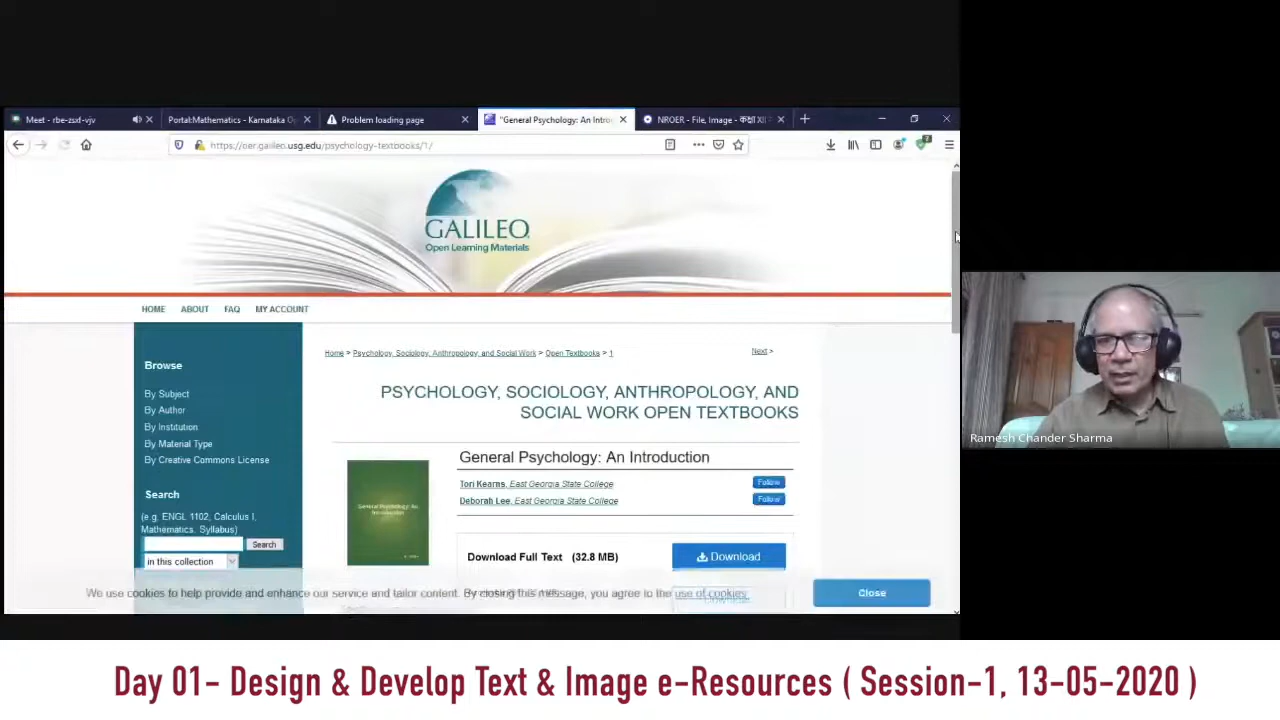 Meet - rbe-zsxd-vjv
Portal:Mathematics - Karnataka O
Problem loading page
"General Psychology: An Intro
NROER - File, Image - कक्षा XII
https://oer.galileo.usg.edu/psychology-textbooks/1/
GALILEO
Open Learning Materials
HOME ABOUT FAQ MY ACCOUNT
Browse
By Subject
By Author
By Institution
By Material Type
By Creative Commons License
Search
(e.g. ENGL 1102, Calculus I,
Mathematics. Syllabus)
Search
in this collection
Home > Psychology, Sociology, Anthropology, and Social Work > Open Textbooks > 1
Next >
PSYCHOLOGY, SOCIOLOGY, ANTHROPOLOGY, AND
SOCIAL WORK OPEN TEXTBOOKS
General Psychology: An Introduction
Tori Kearns, East Georgia State College
Follow
Deborah Lee, East Georgia State College
Follow
General Psychology: An
Introduction
Download Full Text (32.8 MB)
Download
We use cookies to help provide and enhance our service and tailor content. By closing this message, you agree to the use of cookies.
Close
Ramesh Chander Sharma
Day 01- Design & Develop Text & Image e-Resources ( Session-1, 13-05-2020 )